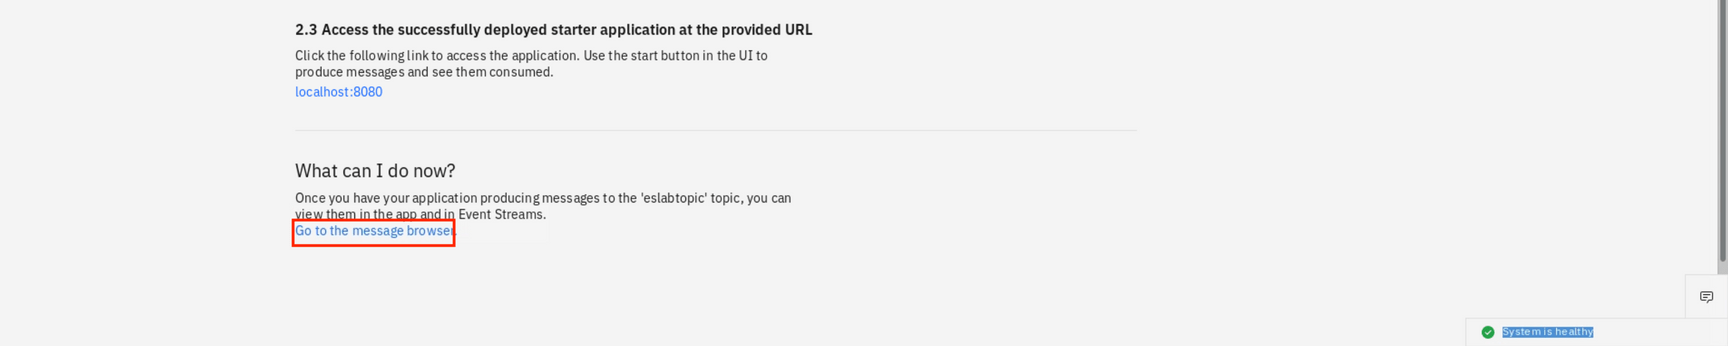 2.3 Access the successfully deployed starter application at the provided URL
Click the following link to access the application. Use the start button in the UI to
produce messages and see them consumed.
localhost:8080
What can I do now?
Once you have your application producing messages to the 'eslabtopic' topic, you can
view them in the app and in Event Streams.
Go to the message browser.
System is healthy